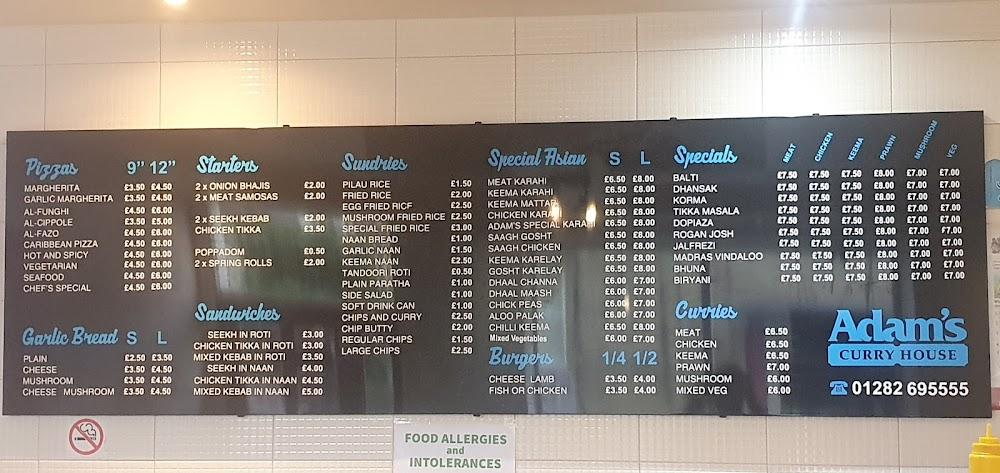 Pizzas 9" 12"
MARGHERITA £3.50 £4.50
GARLIC MARGHERITA £3.50 £4.50
AL-FUNGHI £4.50 £6.00
AL-CIPPOLE £3.50 £5.00
AL-FAZO £4.50 £6.00
CARIBBEAN PIZZA £4.50 £6.00
HOT AND SPICY £4.50 £6.00
VEGETARIAN £4.50 £6.00
SEAFOOD £4.50 £6.00
CHEF'S SPECIAL £4.50 £6.00
Garlic Bread S L
PLAIN £2.50 £3.50
CHEESE £3.50 £4.50
MUSHROOM £3.50 £4.50
CHEESE MUSHROOM £3.50 £4.50
Starters
2 x ONION BHAJIS £2.00
2 x MEAT SAMOSAS £2.00
2 x SEEKH KEBAB £2.00
CHICKEN TIKKA £3.50
POPPADOM £0.50
2 x SPRING ROLLS £2.00
Sandwiches
SEEKH IN ROTI £3.00
CHICKEN TIKKA IN ROTI £3.00
MIXED KEBAB IN ROTI £3.50
SEEKH IN NAAN £4.00
CHICKEN TIKKA IN NAAN £4.50
MIXED KEBAB IN NAAN £5.00
Sundries
PILAU RICE £1.50
FRIED RICE £2.00
EGG FRIED RICE £2.50
MUSHROOM FRIED RICE £2.50
SPECIAL FRIED RICE £3.00
NAAN BREAD £1.00
GARLIC NAAN £1.50
KEEMA NAAN £2.50
TANDOORI ROTI £0.50
PLAIN PARATHA £1.00
SIDE SALAD £1.00
SOFT DRINK CAN £1.00
CHIPS AND CURRY £2.50
CHIP BUTTY £2.00
REGULAR CHIPS £1.50
LARGE CHIPS £2.50
Special Asian S L
MEAT KARAHI £6.50 £8.00
KEEMA KARAHI £6.50 £8.00
KEEMA MATTAR £6.50 £8.00
CHICKEN KARAHI £6.50 £8.00
ADAM'S SPECIAL KARAHI £6.50 £8.00
SAAGH GOSHT £6.50 £8.00
SAAGH CHICKEN £6.50 £8.00
KEEMA KARELAY £6.50 £8.00
GOSHT KARELAY £6.50 £8.00
DHAAL CHANNA £6.00 £7.00
DHAAL MAASH £6.00 £7.00
CHICK PEAS £6.00 £7.00
ALOO PALAK £6.00 £7.00
CHILLI KEEMA £6.50 £8.00
Mixed Vegetables £6.00 £7.00
Burgers 1/4 1/2
CHEESE LAMB £3.50 £4.00
FISH OR CHICKEN £3.50 £4.00
Specials MEAT CHICKEN KEEMA PRAWN MUSHROOM VEG
BALTI £7.50 £7.50 £7.50 £8.00 £7.00 £7.00
DHANSAK £7.50 £7.50 £7.50 £8.00 £7.00 £7.00
KORMA £7.50 £7.50 £7.50 £8.00 £7.00 £7.00
TIKKA MASALA £7.50 £7.50 £7.50 £8.00 £7.00 £7.00
DOPIAZA £7.50 £7.50 £7.50 £8.00 £7.00 £7.00
ROGAN JOSH £7.50 £7.50 £7.50 £8.00 £7.00 £7.00
JALFREZI £7.50 £7.50 £7.50 £8.00 £7.00 £7.00
MADRAS VINDALOO £7.50 £7.50 £7.50 £8.00 £7.00 £7.00
BHUNA £7.50 £7.50 £7.50 £8.00 £7.00 £7.00
BIRYANI £7.50 £7.50 £7.50 £8.00 £7.00 £7.00
Curries
MEAT £6.50
CHICKEN £6.50
KEEMA £6.50
PRAWN £7.00
MUSHROOM £6.00
MIXED VEG £6.00
Adam's
CURRY HOUSE
01282 695555
FOOD ALLERGIES
and
INTOLERANCES